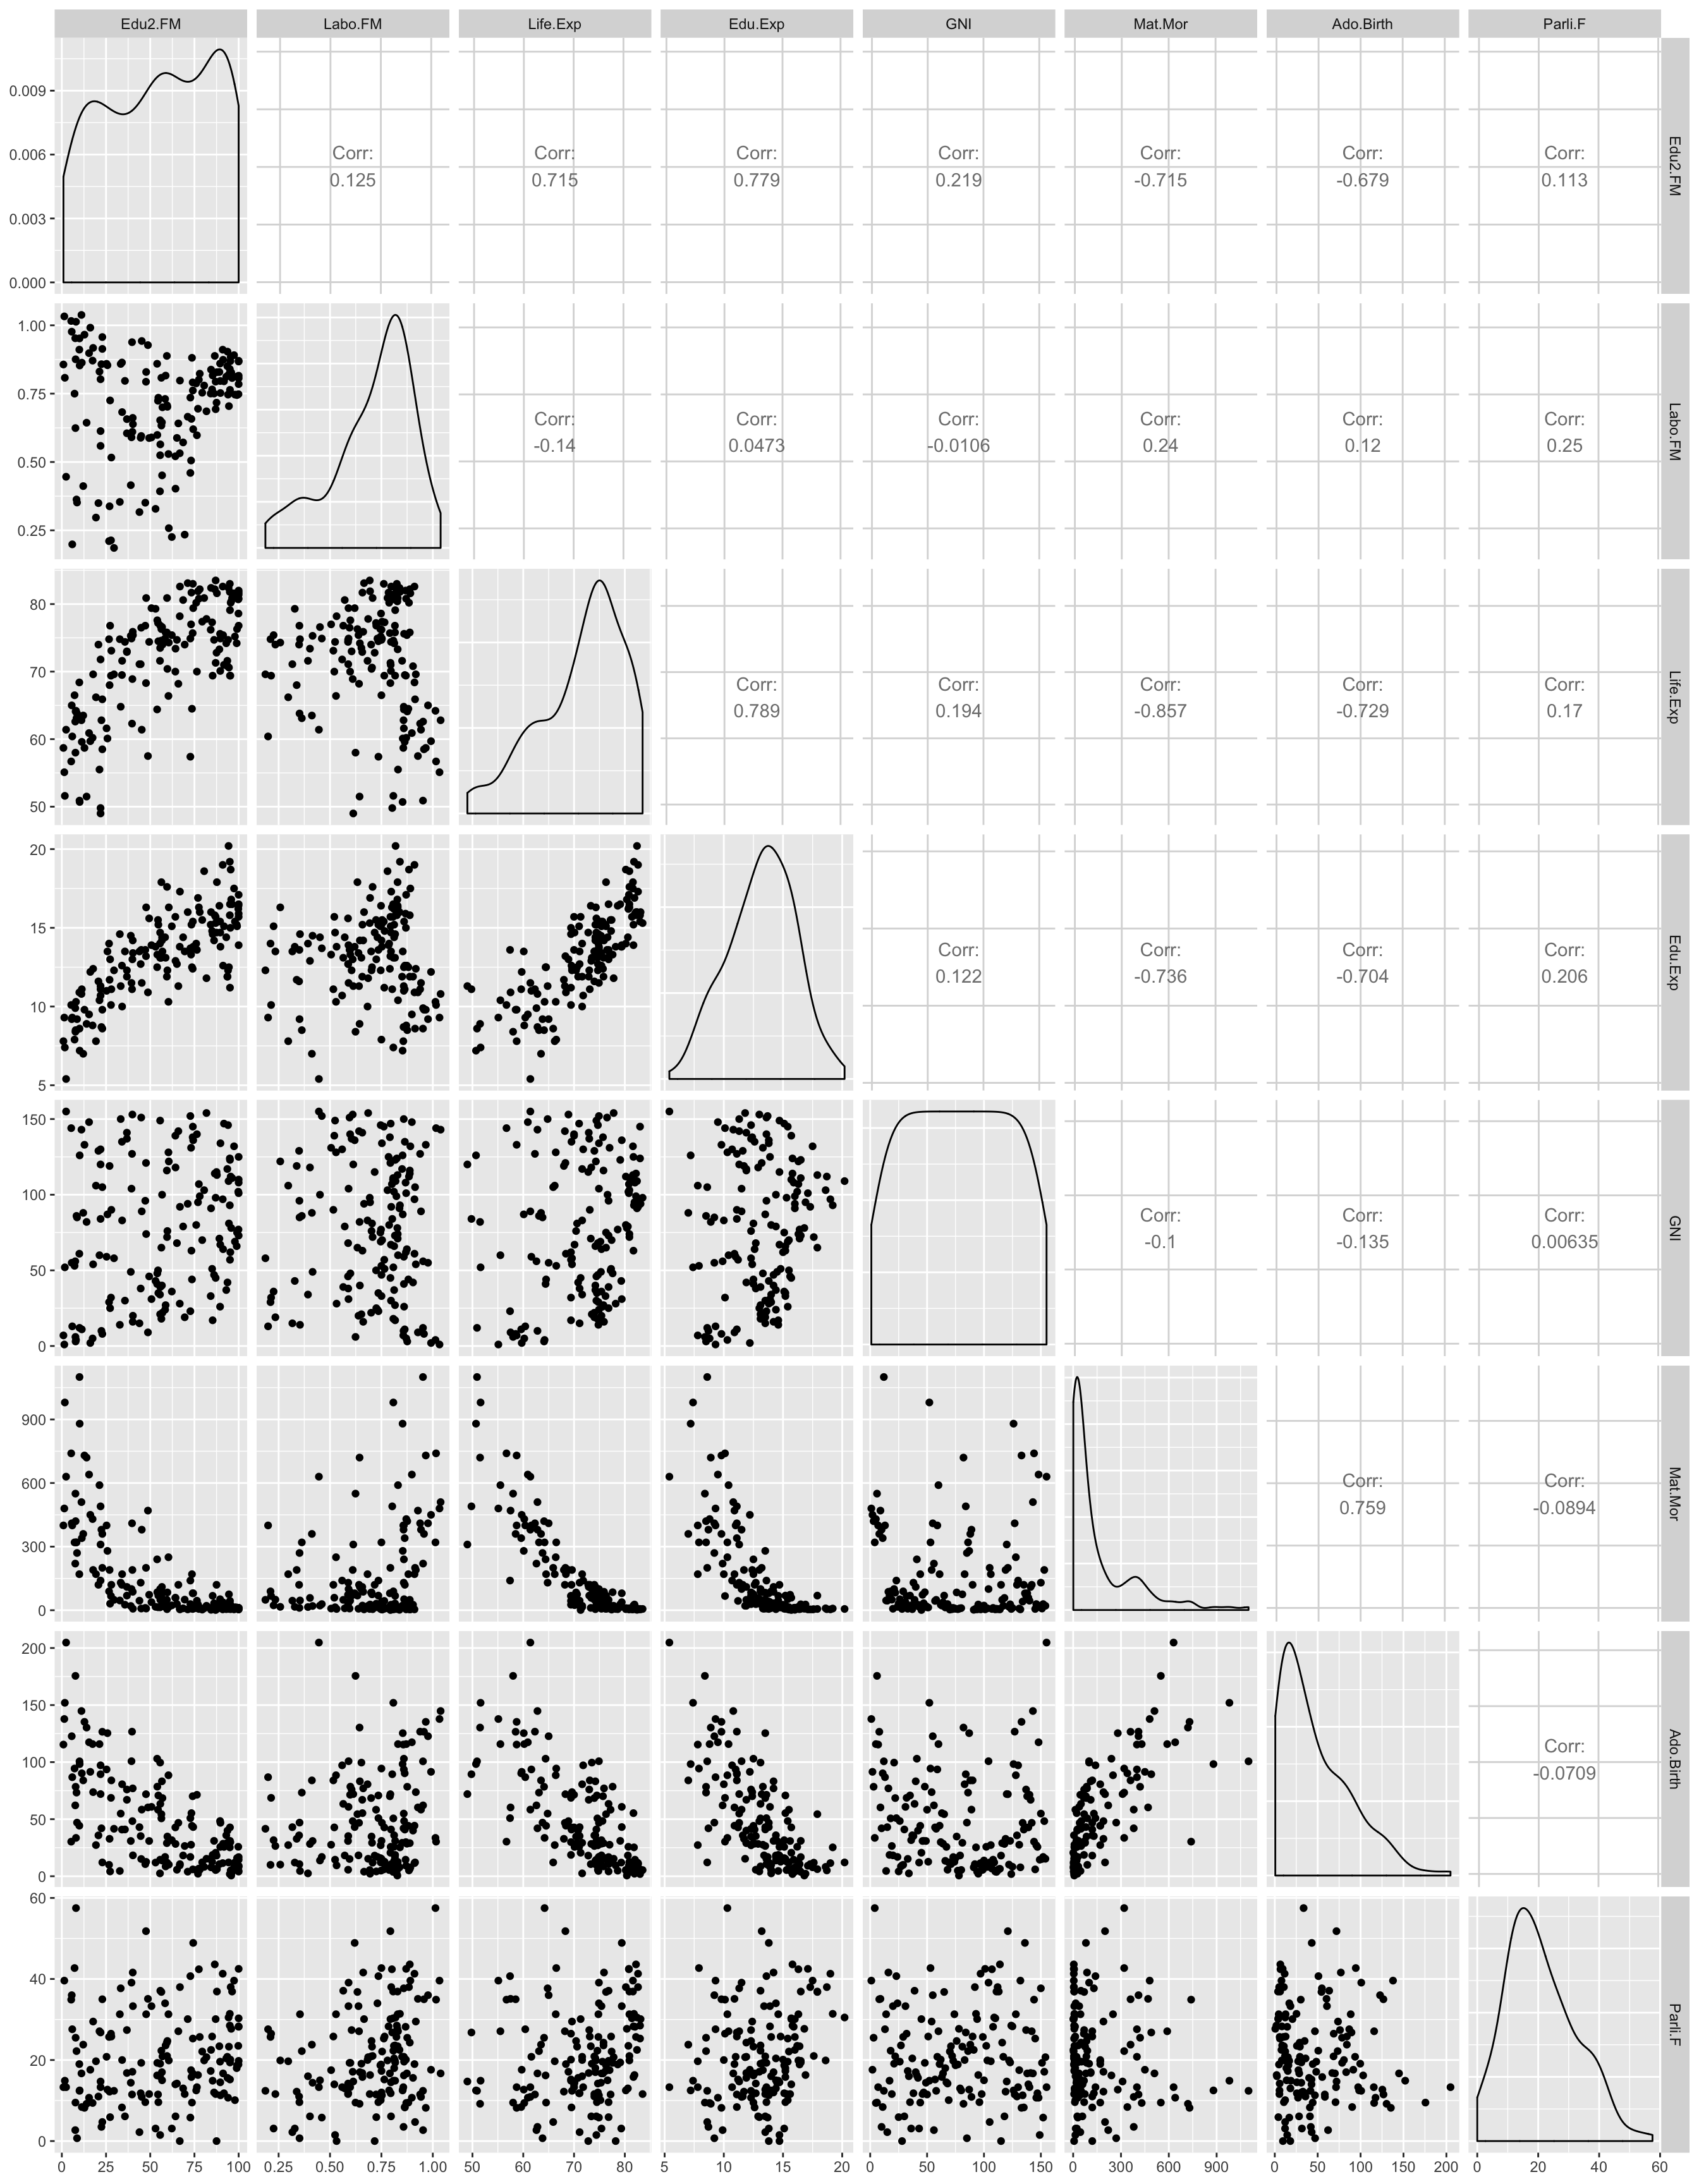 Edu2.FM Labo.FM Life.Exp Edu.Exp GNI Mat.Mor Ado.Birth Parli.F
0.009
0.006
0.003
0.000
Corr: Corr: Corr: Corr: Corr: Corr: Corr:
0.125 0.715 0.779 0.219 -0.715 -0.679 0.113
Edu2.FM
1.00
0.75
0.50
0.25
Corr: Corr: Corr: Corr: Corr: Corr:
-0.14 0.0473 -0.0106 0.24 0.12 0.25
Labo.FM
80
70
60
50
Corr: Corr: Corr: Corr: Corr:
0.789 0.194 -0.857 -0.729 0.17
Life.Exp
20
15
10
5
Corr: Corr: Corr: Corr:
0.122 -0.736 -0.704 0.206
Edu.Exp
150
100
50
0
Corr: Corr: Corr:
-0.1 -0.135 0.00635
GNI
900
600
300
0
Corr: Corr:
0.759 -0.0894
Mat.Mor
200
150
100
50
0
Corr:
-0.0709
Ado.Birth
60
40
20
0
Parli.F
0 25 50 75 100 0.25 0.50 0.75 1.00 50 60 70 80 5 10 15 20 0 50 100 150 0 300 600 900 0 50 100 150 200 0 20 40 60